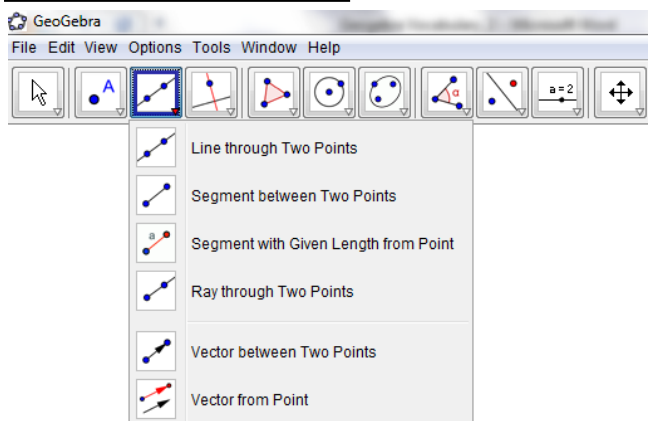 GeoGebra
File Edit View Options Tools Window Help
A
α
a = 2
Line through Two Points
Segment between Two Points
a
Segment with Given Length from Point
Ray through Two Points
Vector between Two Points
Vector from Point